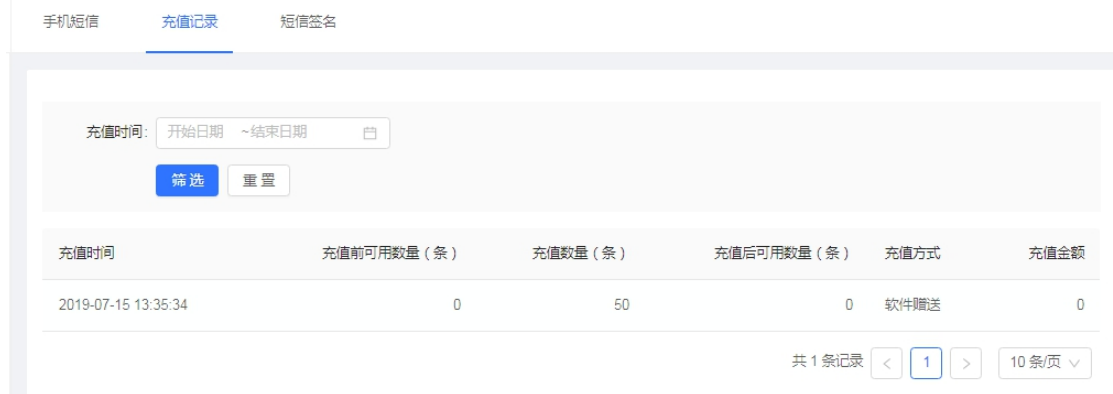 手机短信 充值记录 短信签名
充值时间: 开始日期 ~结束日期
筛选 重置
充值时间 充值前可用数量(条) 充值数量(条) 充值后可用数量(条) 充值方式 充值金额
2019-07-15 13:35:34 0 50 0 软件赠送 0
共 1 条记录 < 1 > 10 条/页